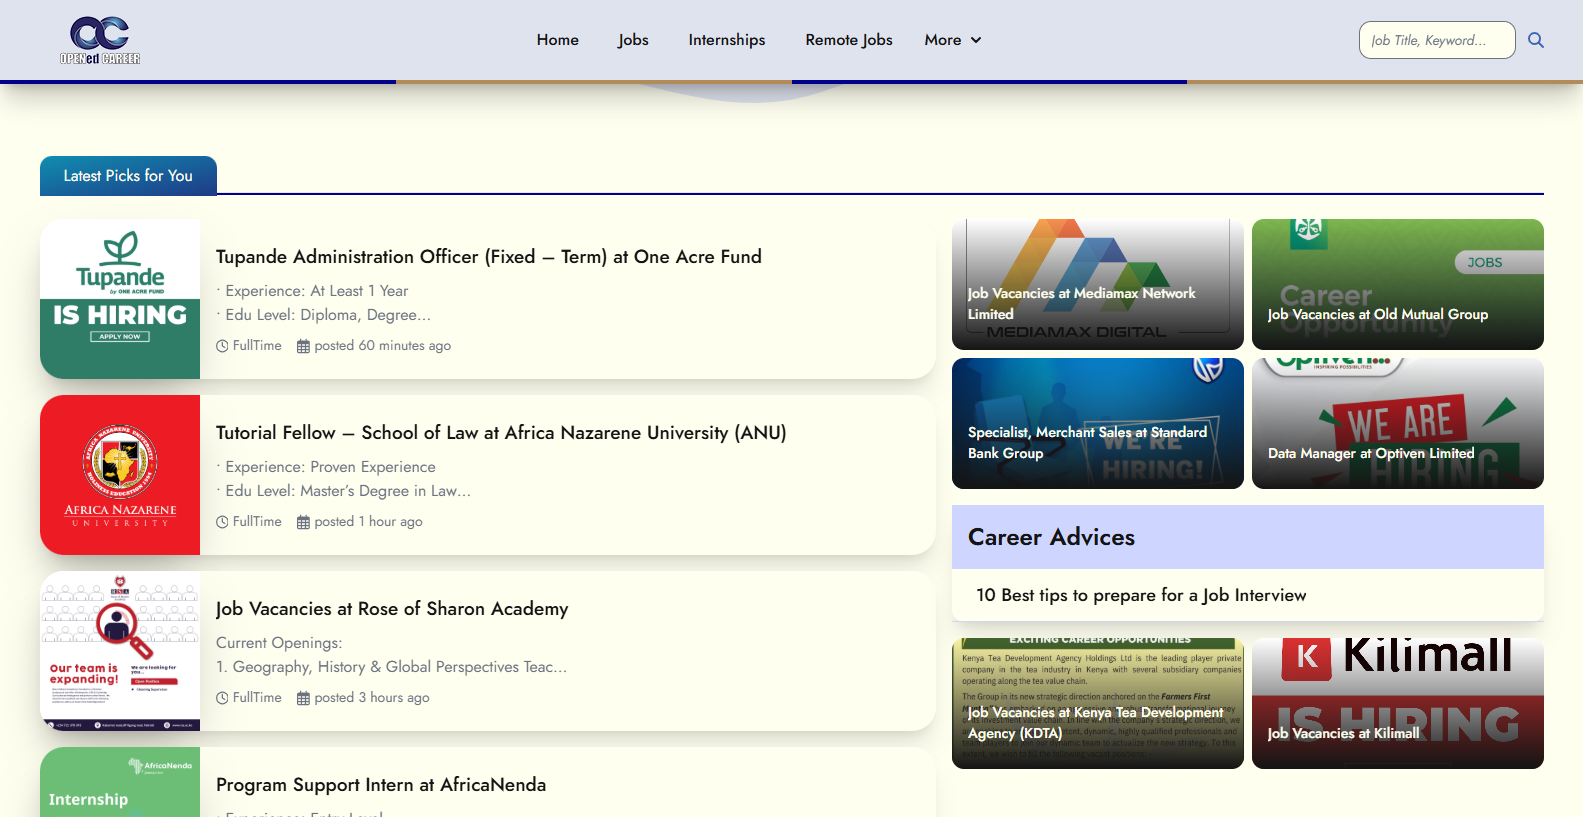 OPENed CAREER
Home
Jobs
Internships
Remote Jobs
More
Job Title, Keyword...
Latest Picks for You
Tupande
by ONE ACRE FUND
IS HIRING
APPLY NOW
Tupande Administration Officer (Fixed – Term) at One Acre Fund
· Experience: At Least 1 Year
· Edu Level: Diploma, Degree...
FullTime
posted 60 minutes ago
AFRICA NAZARENE
UNIVERSITY
Tutorial Fellow – School of Law at Africa Nazarene University (ANU)
· Experience: Proven Experience
· Edu Level: Master’s Degree in Law...
FullTime
posted 1 hour ago
Our team is
expanding!
We are looking for
you...
Job Vacancies at Rose of Sharon Academy
Current Openings:
1. Geography, History & Global Perspectives Teac...
FullTime
posted 3 hours ago
AfricaNenda
Internship
Program Support Intern at AfricaNenda
· Experience: Entry Level
Job Vacancies at Mediamax Network
Limited
MEDIAMAX DIGITAL
JOBS
Career
Opportunity
Job Vacancies at Old Mutual Group
Specialist, Merchant Sales at Standard
Bank Group
WE'RE
HIRING!
Optiven...
INSPIRING POSSIBILITIES
WE ARE
HIRING
Data Manager at Optiven Limited
Career Advices
10 Best tips to prepare for a Job Interview
EXCITING CAREER OPPORTUNITIES
Kenya Tea Development Agency Holdings Ltd is the leading player private
company in the tea industry in Kenya with several subsidiary companies
operating along the tea value chain.
The Group in its new strategic direction anchored on the Farmers First
Job Vacancies at Kenya Tea Development
Agency (KDTA)
K Kilimall
IS HIRING
Job Vacancies at Kilimall